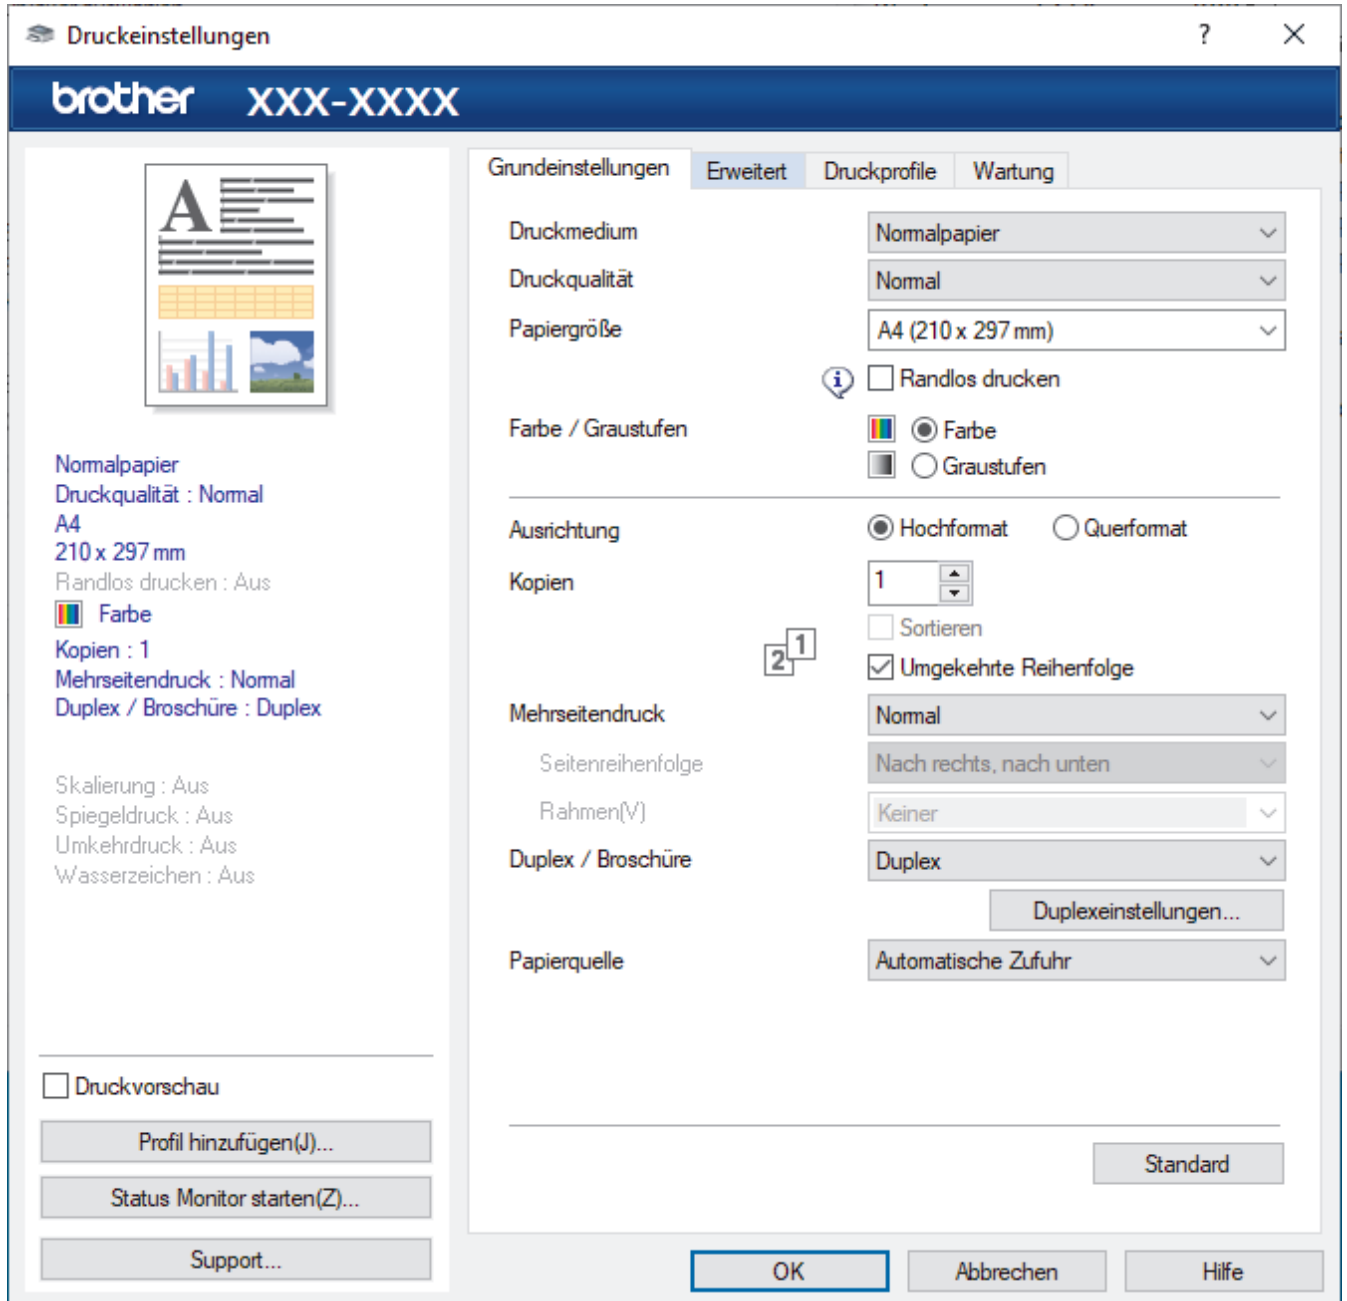 Druckeinstellungen
?
brother XXX-XXXX
A
Normalpapier
Druckqualität : Normal
A4
210 x 297 mm
Randlos drucken : Aus
Farbe
Kopien : 1
Mehrseitendruck : Normal
Duplex / Broschüre : Duplex
Skalierung : Aus
Spiegeldruck : Aus
Umkehrdruck : Aus
Wasserzeichen : Aus
Druckvorschau
Profil hinzufügen(J)...
Status Monitor starten(Z)...
Support...
Grundeinstellungen Erweitert Druckprofile Wartung
Druckmedium Normalpapier
Druckqualität Normal
Papiergröße A4 (210 x 297 mm)
Randlos drucken
Farbe / Graustufen Farbe
Graustufen
Ausrichtung Hochformat Querformat
Kopien 1
Sortieren
2 1 Umgekehrte Reihenfolge
Mehrseitendruck Normal
Seitenreihenfolge Nach rechts, nach unten
Rahmen(V) Keiner
Duplex / Broschüre Duplex
Duplexeinstellungen...
Papierquelle Automatische Zufuhr
Standard
OK Abbrechen Hilfe